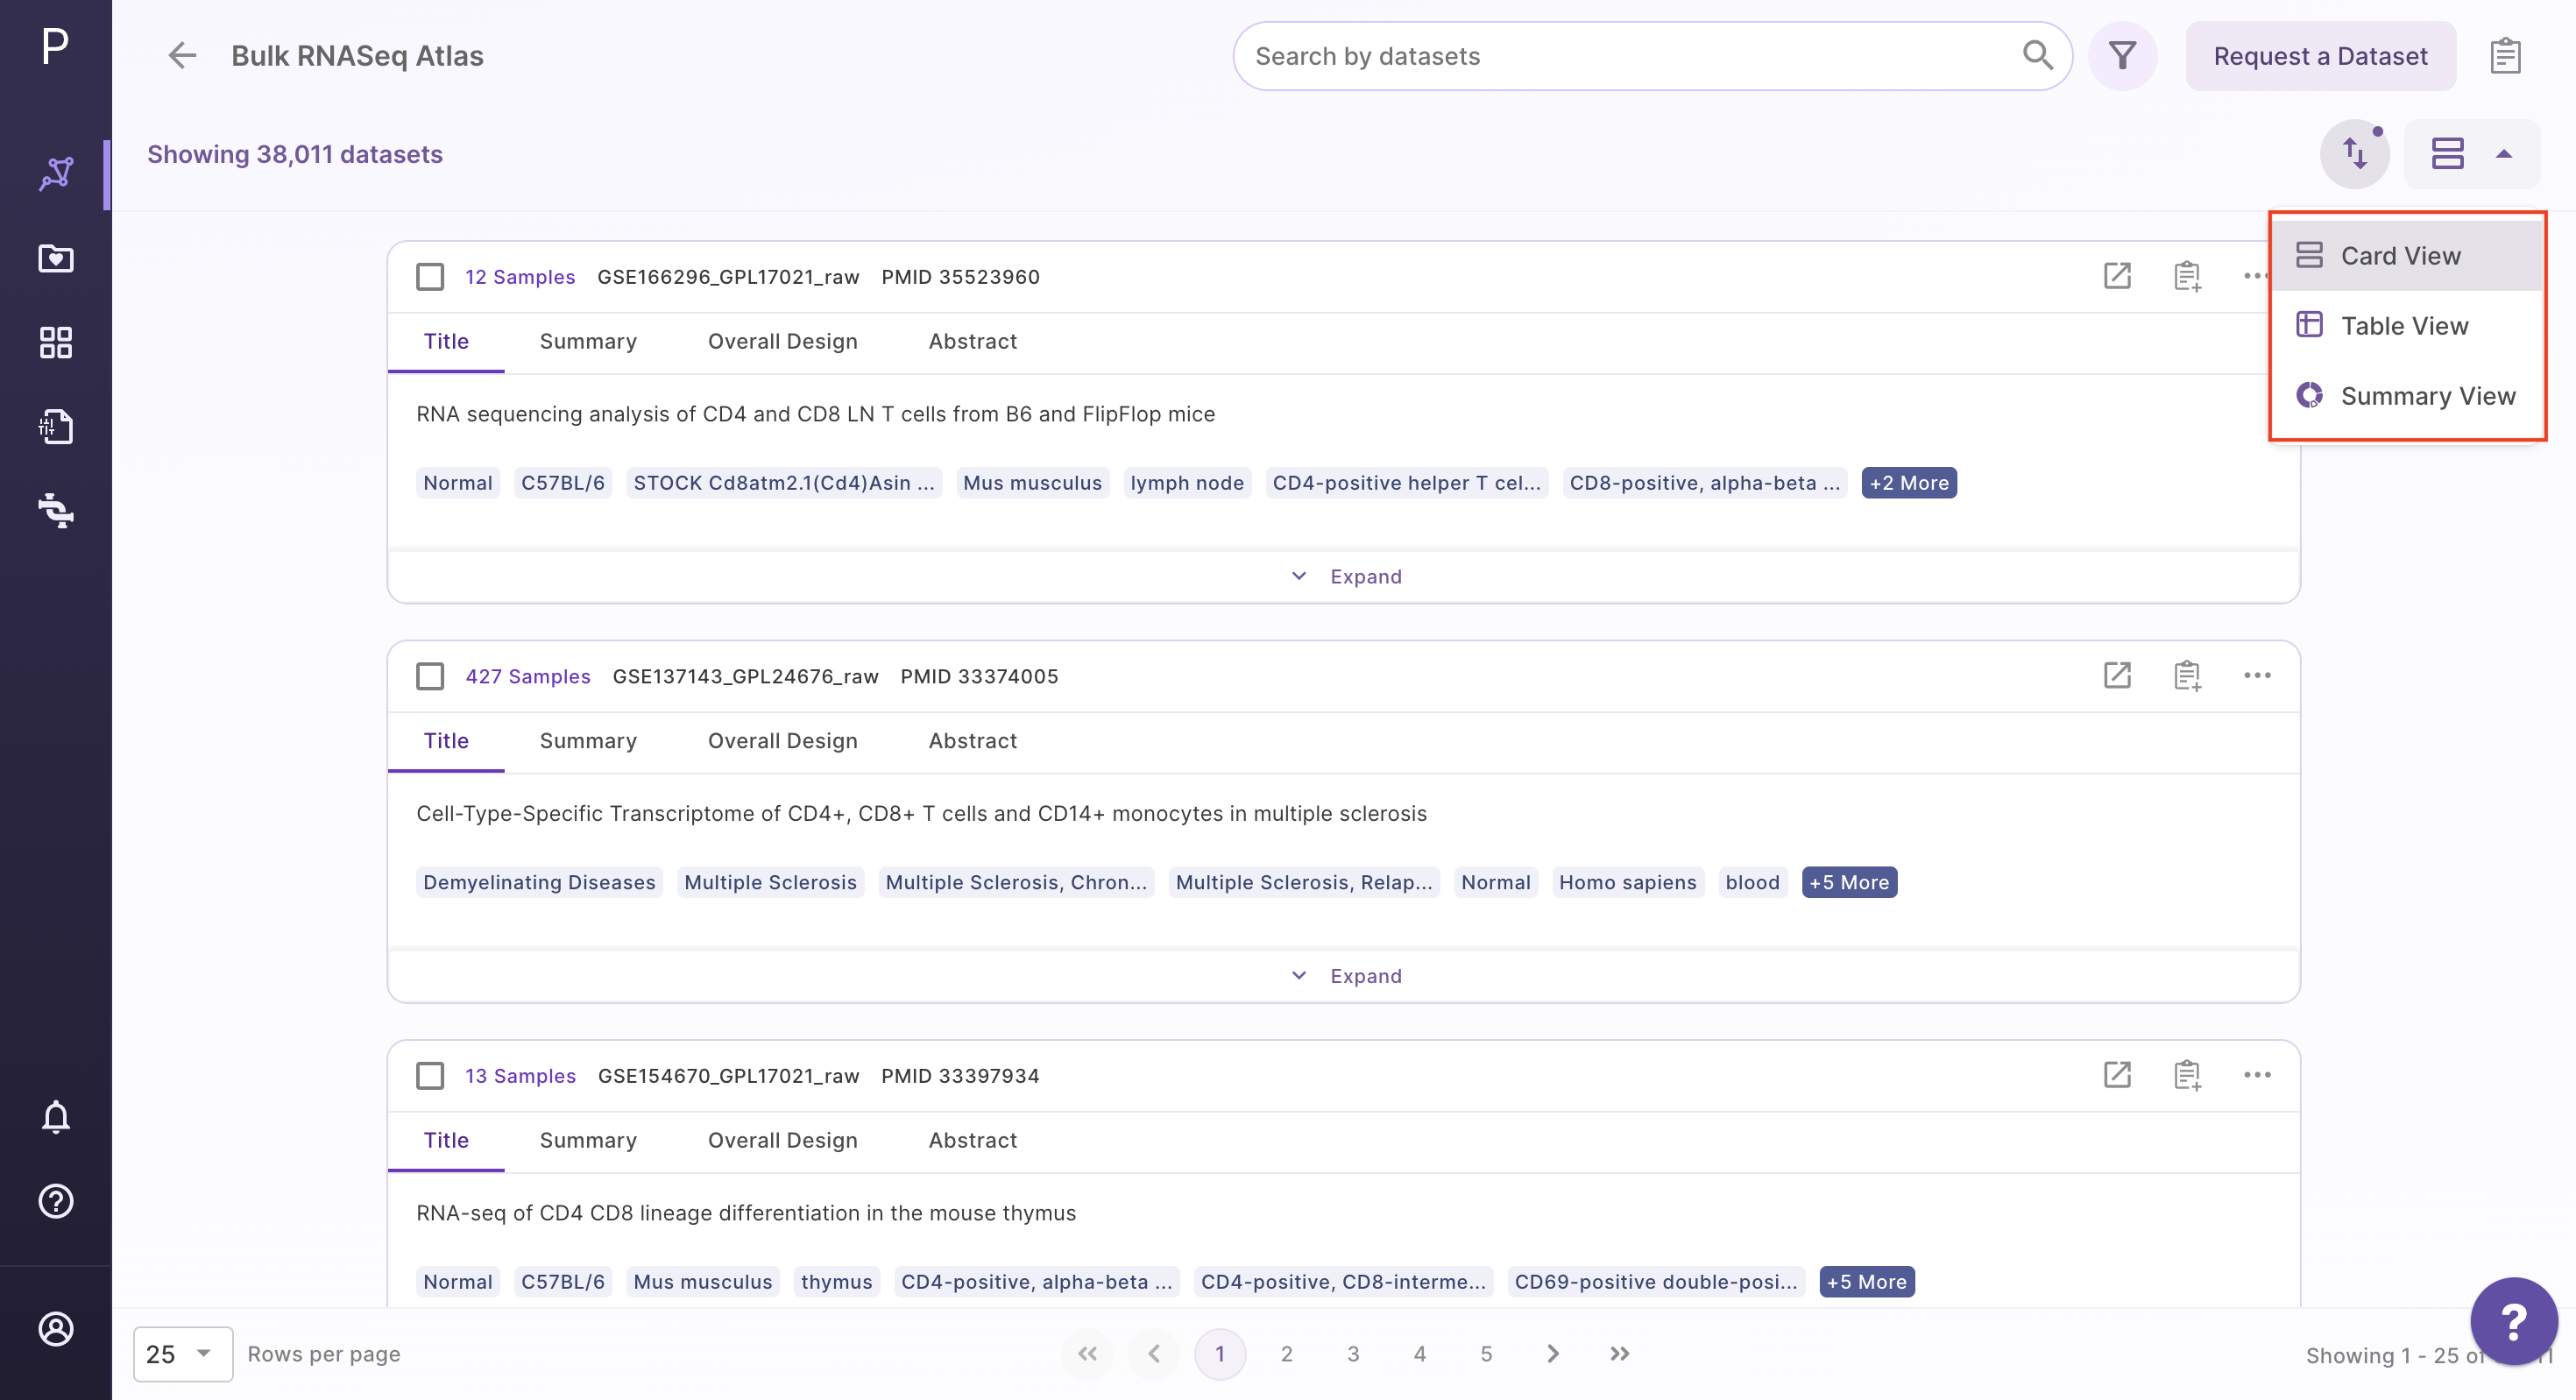 P
Bulk RNASeq Atlas
Search by datasets
Request a Dataset
Showing 38,011 datasets
Card View
Table View
Summary View
12 Samples GSE166296_GPL17021_raw PMID 35523960
Title Summary Overall Design Abstract
RNA sequencing analysis of CD4 and CD8 LN T cells from B6 and FlipFlop mice
Normal C57BL/6 STOCK Cd8atm2.1(Cd4)Asin ... Mus musculus lymph node CD4-positive helper T cel... CD8-positive, alpha-beta ... +2 More
Expand
427 Samples GSE137143_GPL24676_raw PMID 33374005
Title Summary Overall Design Abstract
Cell-Type-Specific Transcriptome of CD4+, CD8+ T cells and CD14+ monocytes in multiple sclerosis
Demyelinating Diseases Multiple Sclerosis Multiple Sclerosis, Chron... Multiple Sclerosis, Relap... Normal Homo sapiens blood +5 More
Expand
13 Samples GSE154670_GPL17021_raw PMID 33397934
Title Summary Overall Design Abstract
RNA-seq of CD4 CD8 lineage differentiation in the mouse thymus
Normal C57BL/6 Mus musculus thymus CD4-positive, alpha-beta ... CD4-positive, CD8-interme... CD69-positive double-posi... +5 More
25 Rows per page
1 2 3 4 5
Showing 1 - 25 of
?